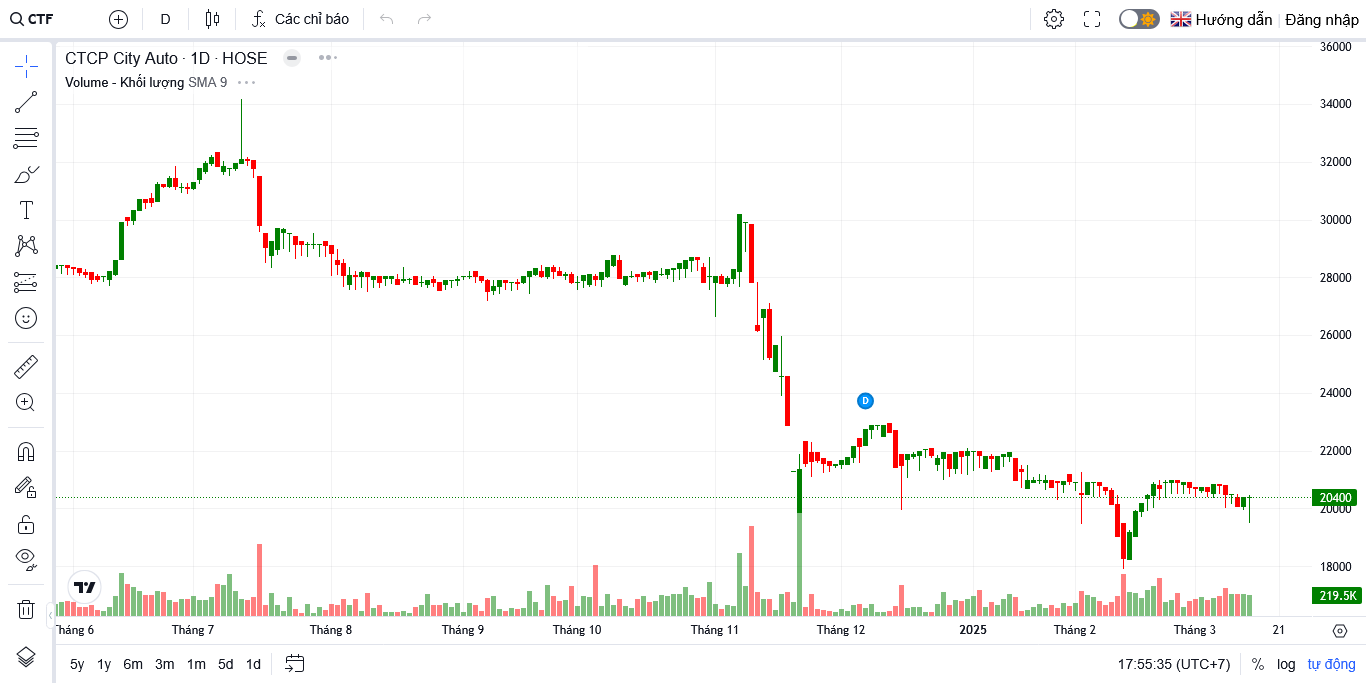 CTF D Các chỉ báo Hướng dẫn Đăng nhập
CTCP City Auto · 1D · HOSE
Volume - Khối lượng SMA 9
36000
34000
32000
30000
28000
26000
24000
D
22000
20400
20000
18000
219.5K
Tháng 6 Tháng 7 Tháng 8 Tháng 9 Tháng 10 Tháng 11 Tháng 12 2025 Tháng 2 Tháng 3 21
5y 1y 6m 3m 1m 5d 1d 17:55:35 (UTC+7) % log tự động